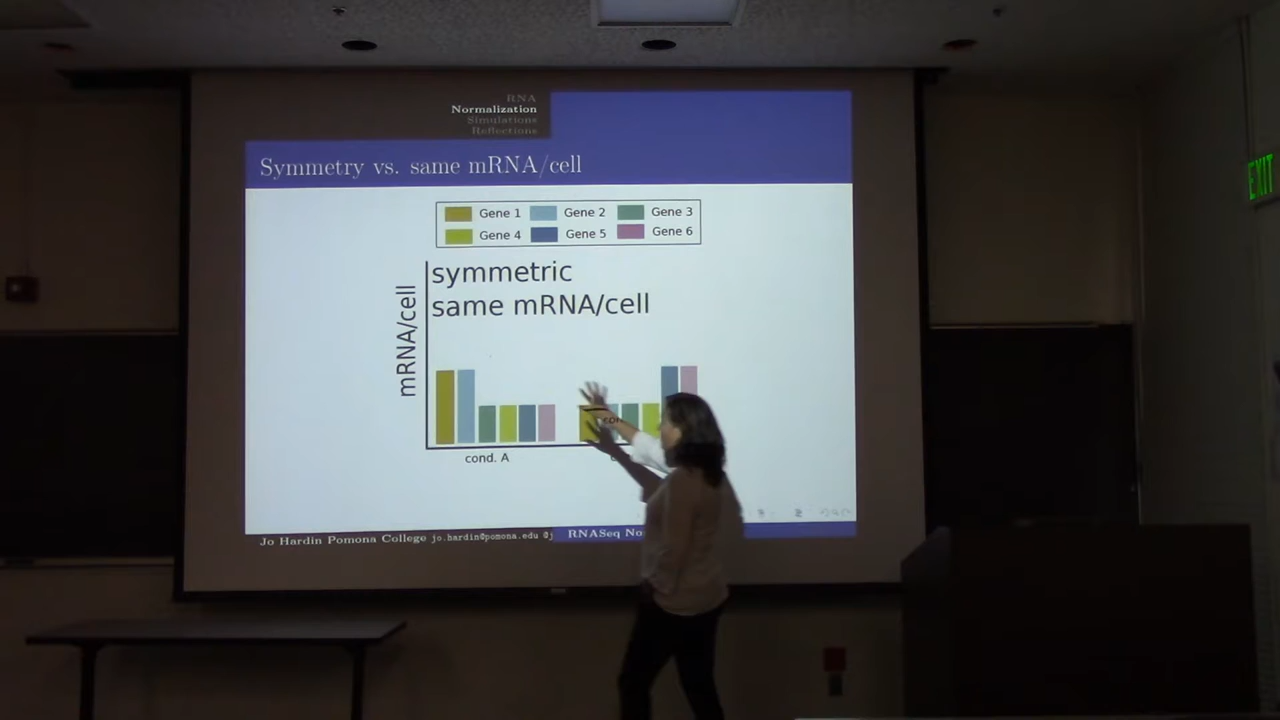 RNA
Normalization
Simulations
Reflections
Symmetry vs. same mRNA/cell
Gene 1 Gene 2 Gene 3
Gene 4 Gene 5 Gene 6
symmetric
same mRNA/cell
mRNA/cell
cond. A
Jo Hardin Pomona College jo.hardin@pomona.edu @j
RNASeq No
EXIT